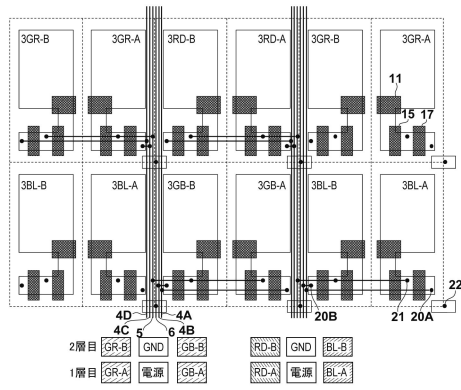 3GR-B 3GR-A 3RD-B 3RD-A 3GR-B 3GR-A
11
15 17
3BL-B 3BL-A 3GB-B 3GB-A 3BL-B 3BL-A
22
4D 4A 20B 21 20A
4C 5 6 4B
2層目 GR-B GND GB-B RD-B GND BL-B
1層目 GR-A 電源 GB-A RD-A 電源 BL-A